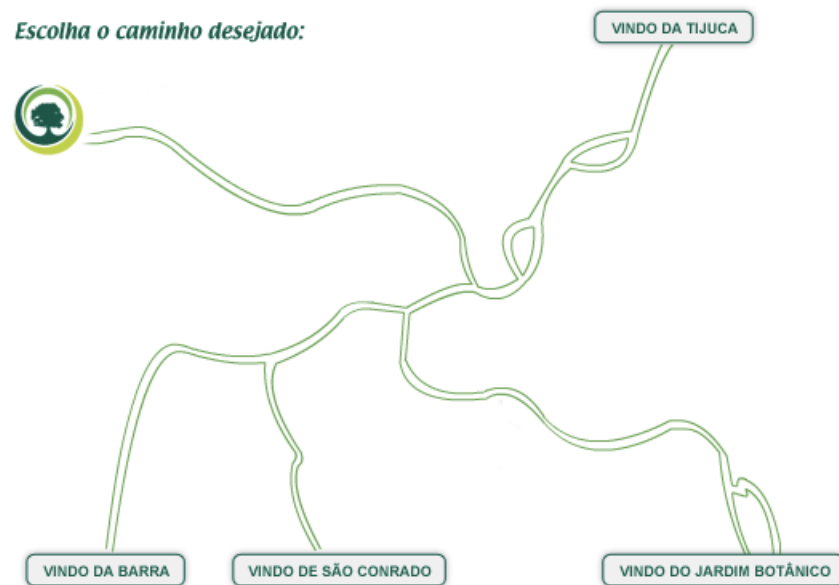 Escolha o caminho desejado:
VINDO DA TIJUCA
VINDO DA BARRA
VINDO DE SÃO CONRADO
VINDO DO JARDIM BOTÂNICO